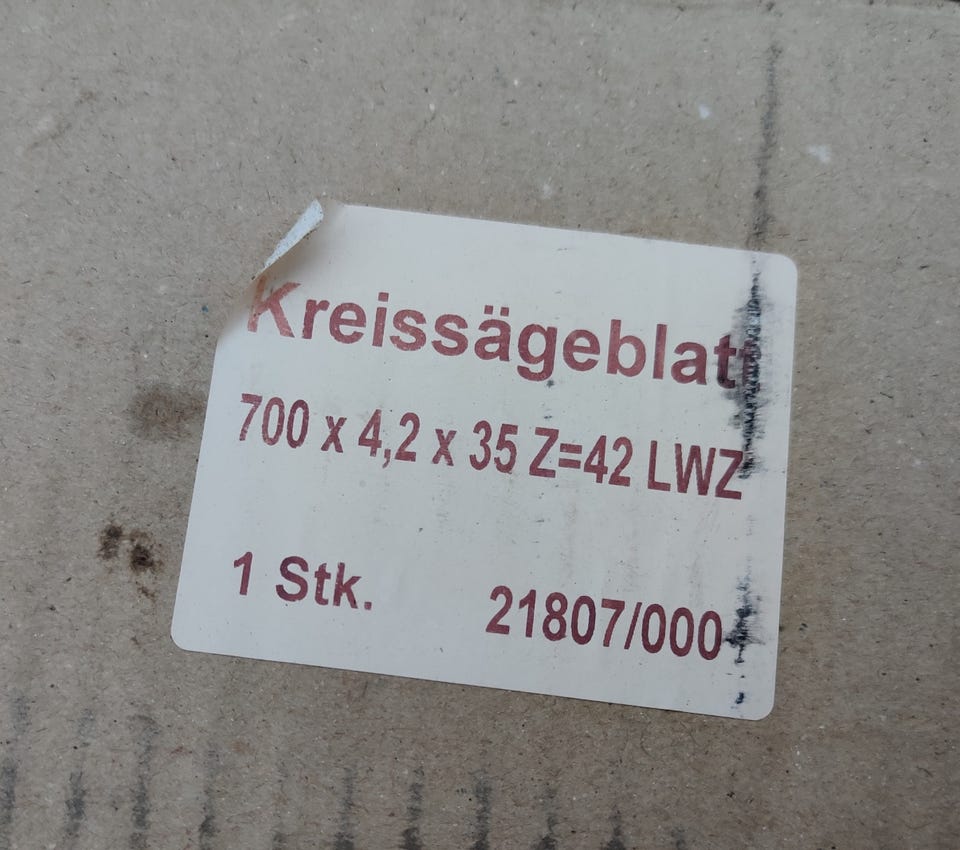 Kreissägeblatt
700 x 4,2 x 35 Z=42 LWZ
1 Stk. 21807/000